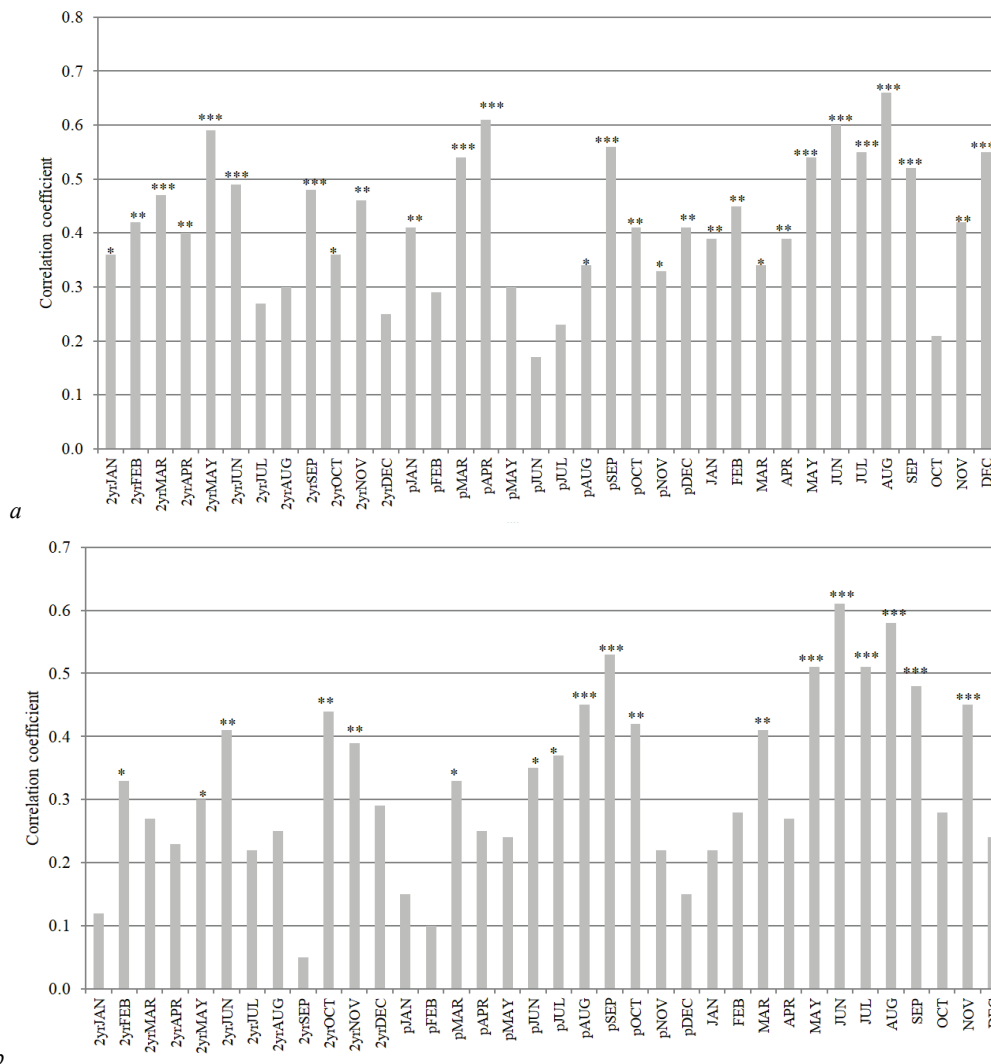 0.8
0.7
0.6
0.5
0.4
0.3
0.2
0.1
0.0
Correlation coefficient
* ** *** ** *** *** *** * ** ** *** *** * *** ** * ** ** ** * ** *** *** *** *** *** ** ***
2yrJAN
2yrFEB
2yrMAR
2yrAPR
2yrMAY
2yrJUN
2yrJUL
2yrAUG
2yrSEP
2yrOCT
2yrNOV
2yrDEC
pJAN
pFEB
pMAR
pAPR
pMAY
pJUN
pJUL
pAUG
pSEP
pOCT
pNOV
pDEC
JAN
FEB
MAR
APR
MAY
JUN
JUL
AUG
SEP
OCT
NOV
DEC
a
0.7
0.6
0.5
0.4
0.3
0.2
0.1
0.0
Correlation coefficient
* * ** ** ** * * * *** *** ** ** *** *** *** *** *** ***
2yrJAN
2yrFEB
2yrMAR
2yrAPR
2yrMAY
2yrJUN
2yrJUL
2yrAUG
2yrSEP
2yrOCT
2yrNOV
2yrDEC
pJAN
pFEB
pMAR
pAPR
pMAY
pJUN
pJUL
pAUG
pSEP
pOCT
pNOV
pDEC
JAN
FEB
MAR
APR
MAY
JUN
JUL
AUG
SEP
OCT
NOV
DEC
b